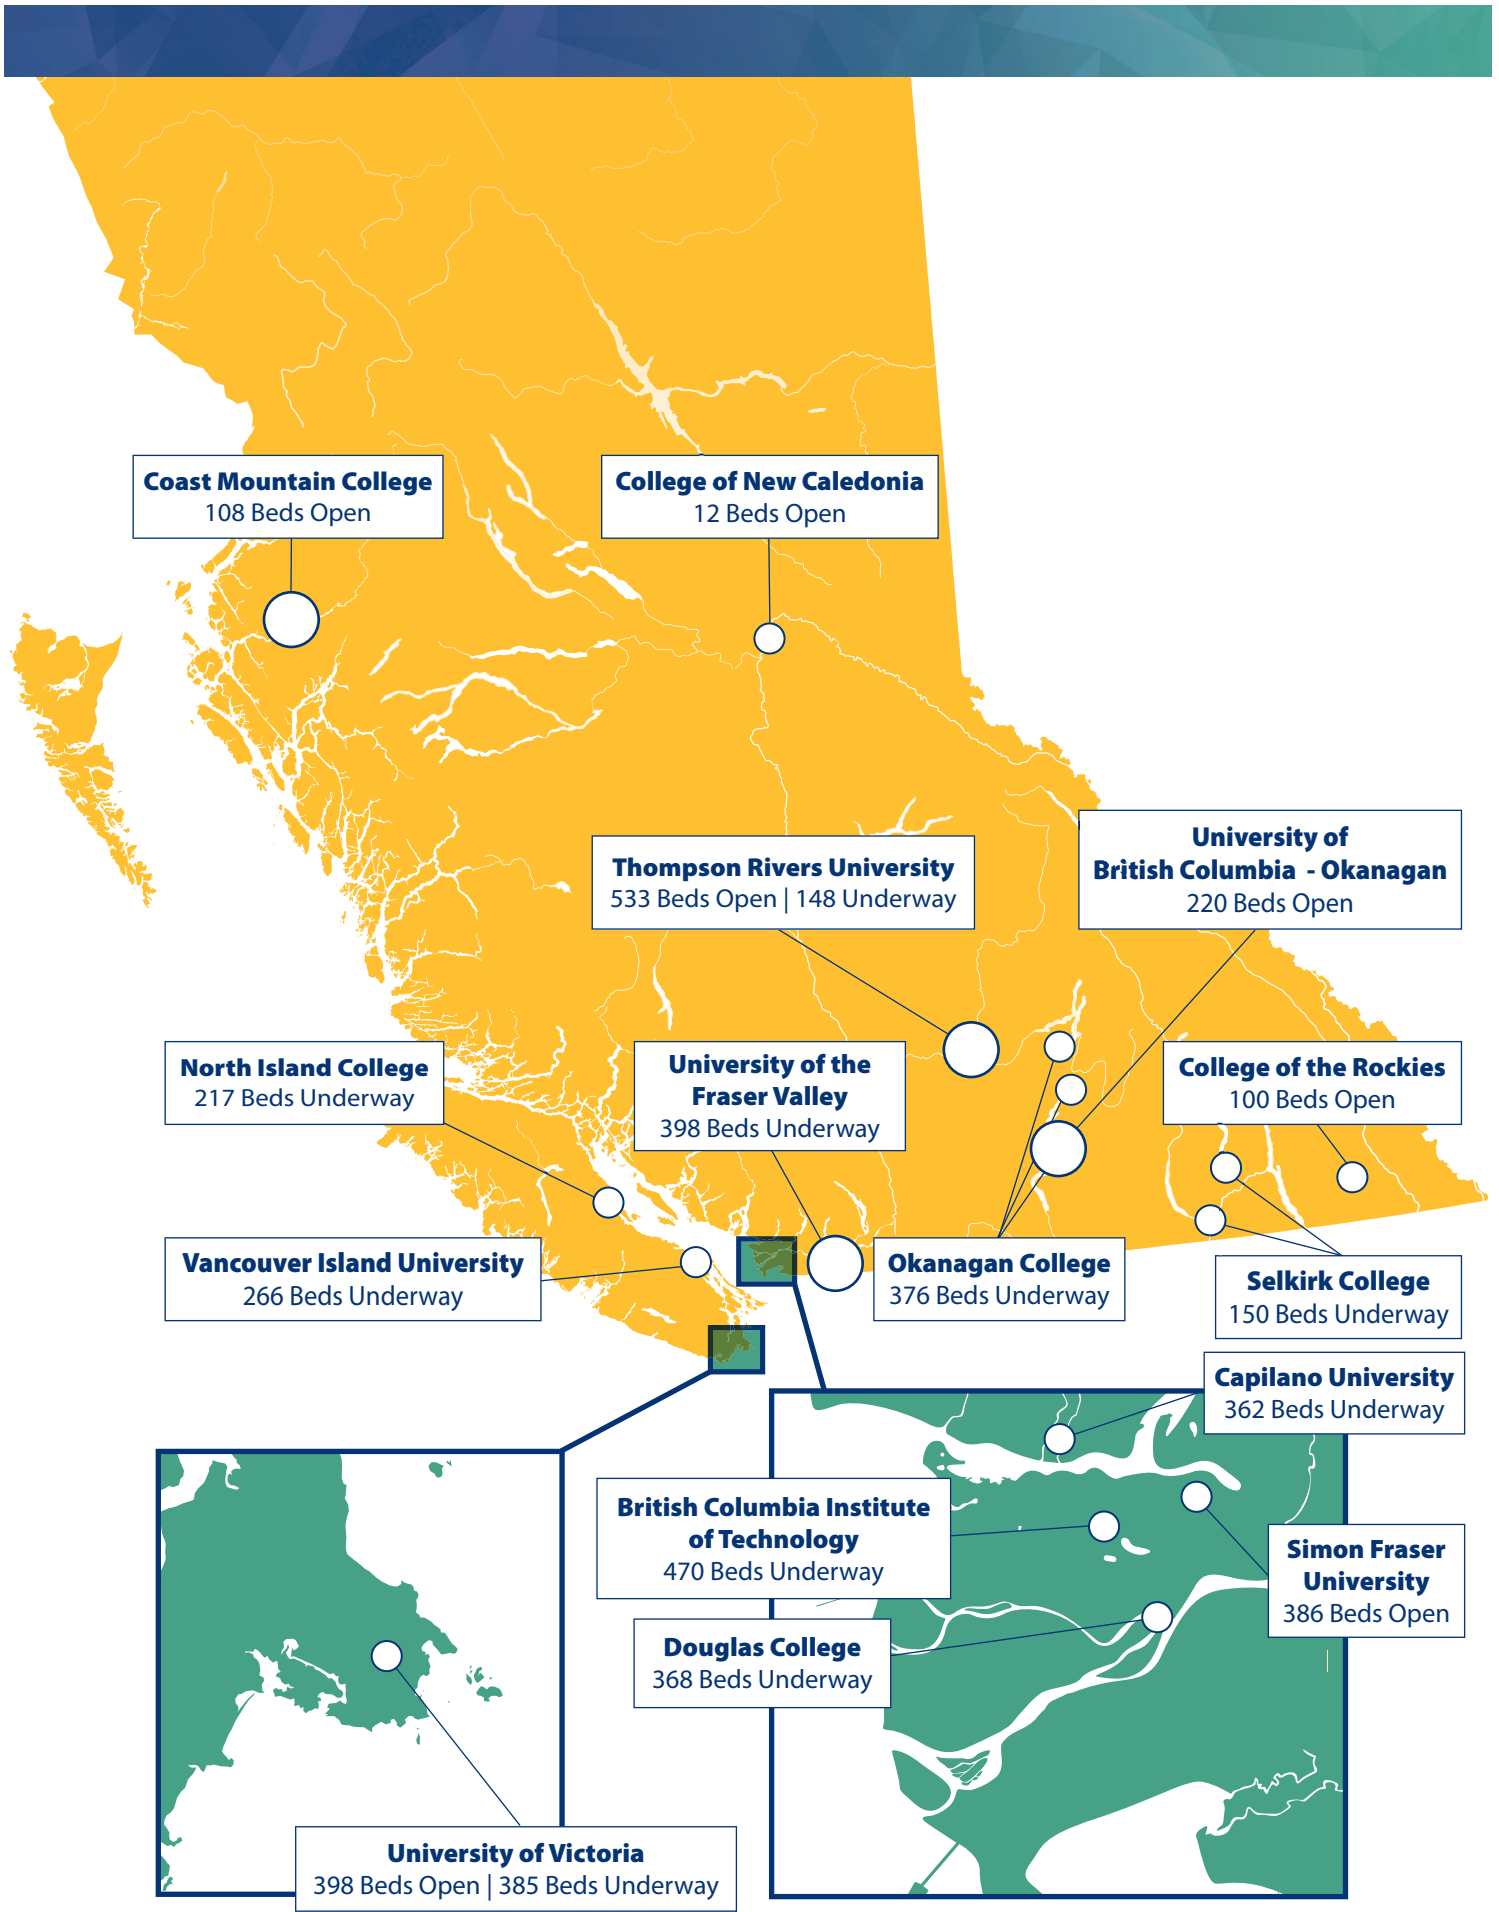 Coast Mountain College
108 Beds Open
College of New Caledonia
12 Beds Open
Thompson Rivers University
533 Beds Open | 148 Underway
University of
British Columbia - Okanagan
220 Beds Open
North Island College
217 Beds Underway
University of the
Fraser Valley
398 Beds Underway
College of the Rockies
100 Beds Open
Vancouver Island University
266 Beds Underway
Okanagan College
376 Beds Underway
Selkirk College
150 Beds Underway
Capilano University
362 Beds Underway
British Columbia Institute
of Technology
470 Beds Underway
Simon Fraser
University
386 Beds Open
Douglas College
368 Beds Underway
University of Victoria
398 Beds Open | 385 Beds Underway